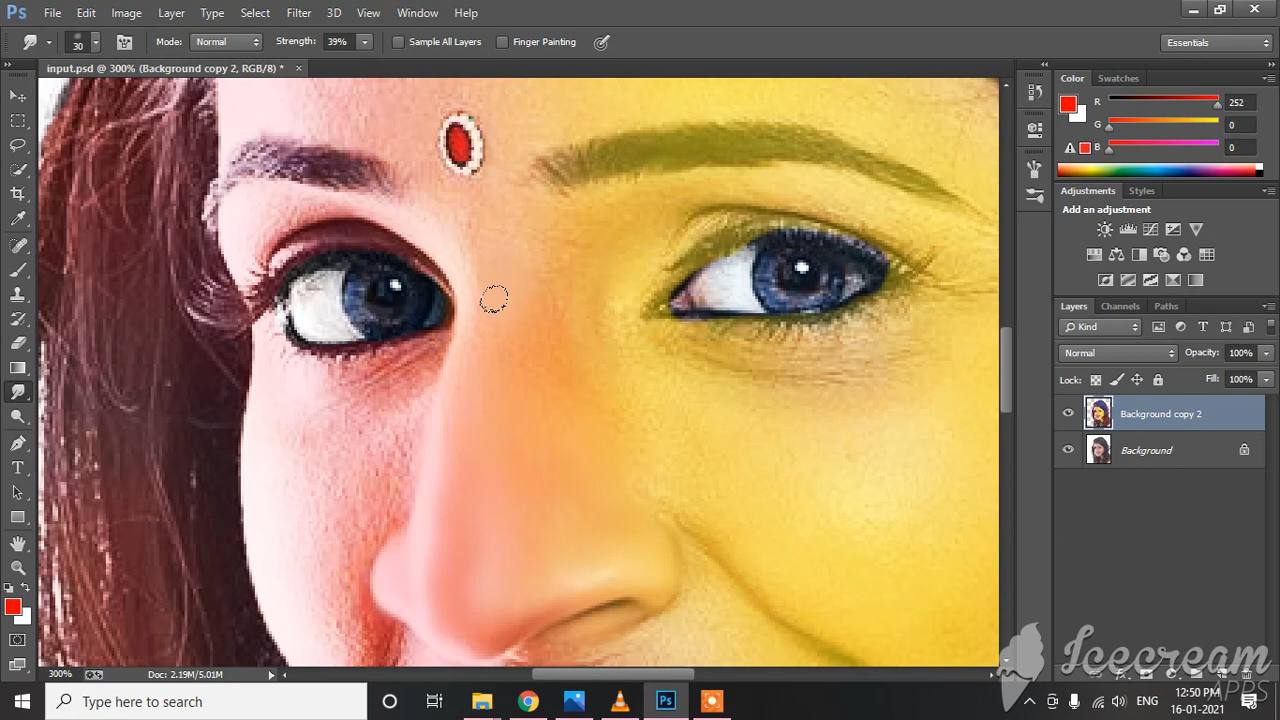 Ps File Edit Image Layer Type Select Filter 3D View Window Help
30 Mode: Normal Strength: 39% Sample All Layers Finger Painting Essentials
input.psd @ 300% (Background copy 2, RGB/8) *
Color Swatches
R 252
G 0
B 0
Adjustments Styles
Add an adjustment
Layers Channels Paths
Kind
Normal Opacity: 100%
Lock: Fill: 100%
Background copy 2
Background
Icecream
APPS
300% Doc: 2.19M/5.01M
Type here to search
Ps
ENG
12:50 PM
16-01-2021